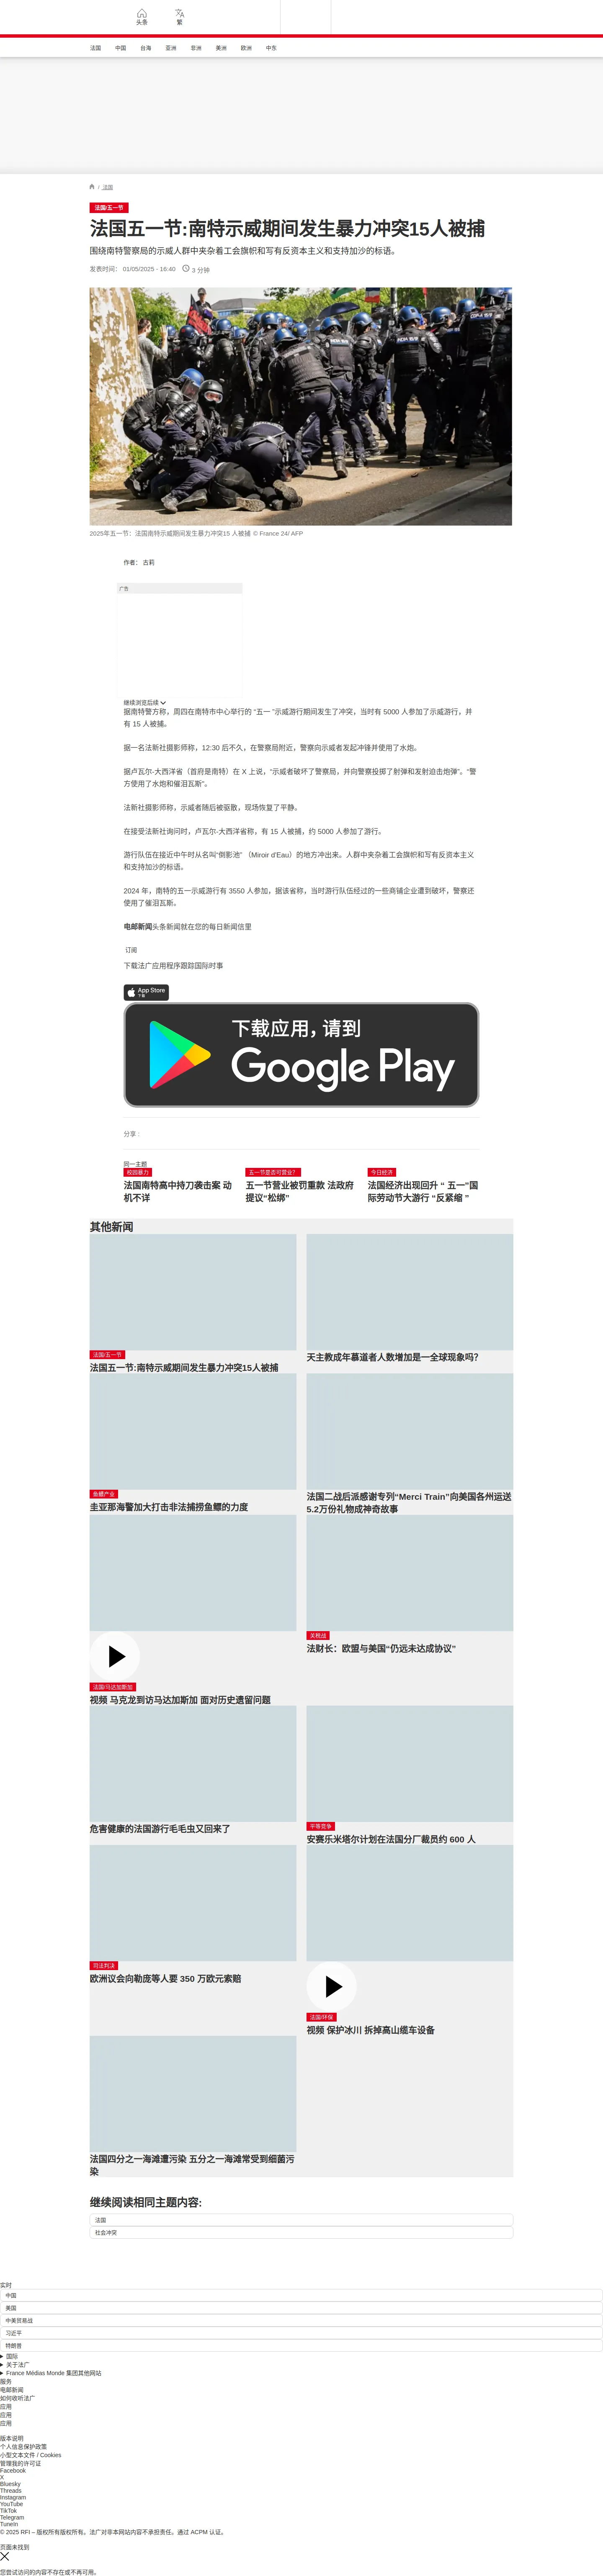 头条
繁
法国
中国
台海
亚洲
非洲
美洲
欧洲
中东
/ 法国
法国/五一节
法国五一节:南特示威期间发生暴力冲突15人被捕
围绕南特警察局的示威人群中夹杂着工会旗帜和写有反资本主义和支持加沙的标语。
发表时间： 01/05/2025 - 16:40
3 分钟
2025年五一节：法国南特示威期间发生暴力冲突15 人被捕 © France 24/ AFP
作者： 古莉
广告
继续浏览后续
据南特警方称，周四在南特市中心举行的 “五一 ”示威游行期间发生了冲突，当时有 5000 人参加了示威游行，并
有 15 人被捕。
据一名法新社摄影师称，12:30 后不久，在警察局附近，警察向示威者发起冲锋并使用了水炮。
据卢瓦尔-大西洋省（首府是南特）在 X 上说，“示威者破坏了警察局，并向警察投掷了射弹和发射迫击炮弹”。“警
方使用了水炮和催泪瓦斯”。
法新社摄影师称，示威者随后被驱散，现场恢复了平静。
在接受法新社询问时，卢瓦尔-大西洋省称，有 15 人被捕，约 5000 人参加了游行。
游行队伍在接近中午时从名叫“倒影池” （Miroir d'Eau）的地方冲出来。人群中夹杂着工会旗帜和写有反资本主义
和支持加沙的标语。
2024 年，南特的五一示威游行有 3550 人参加，据该省称，当时游行队伍经过的一些商铺企业遭到破坏，警察还
使用了催泪瓦斯。
电邮新闻头条新闻就在您的每日新闻信里
订阅
下载法广应用程序跟踪国际时事
App Store
下载
下载应用，请到
Google Play
分享 :
同一主题
校园暴力
法国南特高中持刀袭击案 动
机不详
五一节是否可营业？
五一节营业被罚重款 法政府
提议“松绑”
今日经济
法国经济出现回升 “ 五一”国
际劳动节大游行 “反紧缩 ”
其他新闻
法国/五一节
法国五一节:南特示威期间发生暴力冲突15人被捕
天主教成年慕道者人数增加是一全球现象吗？
鱼鳔产业
圭亚那海警加大打击非法捕捞鱼鳔的力度
法国二战后派感谢专列“Merci Train”向美国各州运送
5.2万份礼物成神奇故事
法国/马达加斯加
视频 马克龙到访马达加斯加 面对历史遗留问题
关税战
法财长：欧盟与美国“仍远未达成协议”
危害健康的法国游行毛毛虫又回来了
平等竞争
安赛乐米塔尔计划在法国分厂裁员约 600 人
司法判决
欧洲议会向勒庞等人要 350 万欧元索赔
法国/环保
视频 保护冰川 拆掉高山缆车设备
法国四分之一海滩遭污染 五分之一海滩常受到细菌污
染
继续阅读相同主题内容:
法国
社会冲突
实时
中国
美国
中美贸易战
习近平
特朗普
国际
关于法广
France Médias Monde 集团其他网站
服务
电邮新闻
如何收听法广
应用
应用
应用
版本说明
个人信息保护政策
小型文本文件 / Cookies
管理我的许可证
Facebook
X
Bluesky
Threads
Instagram
YouTube
TikTok
Telegram
TuneIn
© 2025 RFI – 版权所有版权所有。法广对非本网站内容不承担责任。通过 ACPM 认证。
页面未找到
您尝试访问的内容不存在或不再可用。